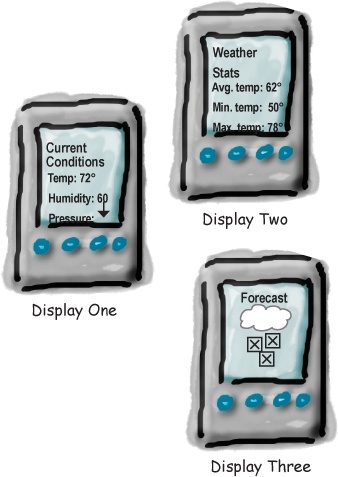 Weather
Stats
Avg. temp: 62°
Min. temp: 50°
Max. temp: 78°
Display Two
Current
Conditions
Temp: 72°
Humidity: 60
Pressure:
Display One
Forecast
Display Three